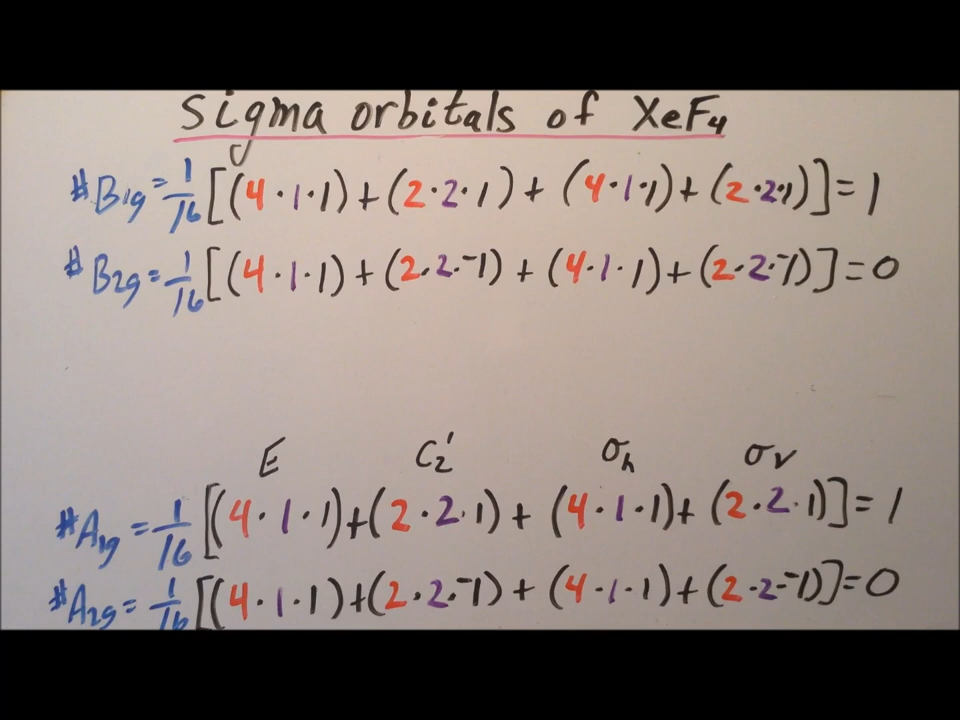 Sigma orbitals of XeF₄
#B₁g = 1/16 [(4·1·1) + (2·2·1) + (4·1·1) + (2·2·1)] = 1
#B₂g = 1/16 [(4·1·1) + (2·2·-1) + (4·1·1) + (2·2·-1)] = 0
E C₂' σh σv
#A₁g = 1/16 [(4·1·1) + (2·2·1) + (4·1·1) + (2·2·1)] = 1
#A₂g = 1/16 [(4·1·1) + (2·2·-1) + (4·1·1) + (2·2·-1)] = 0